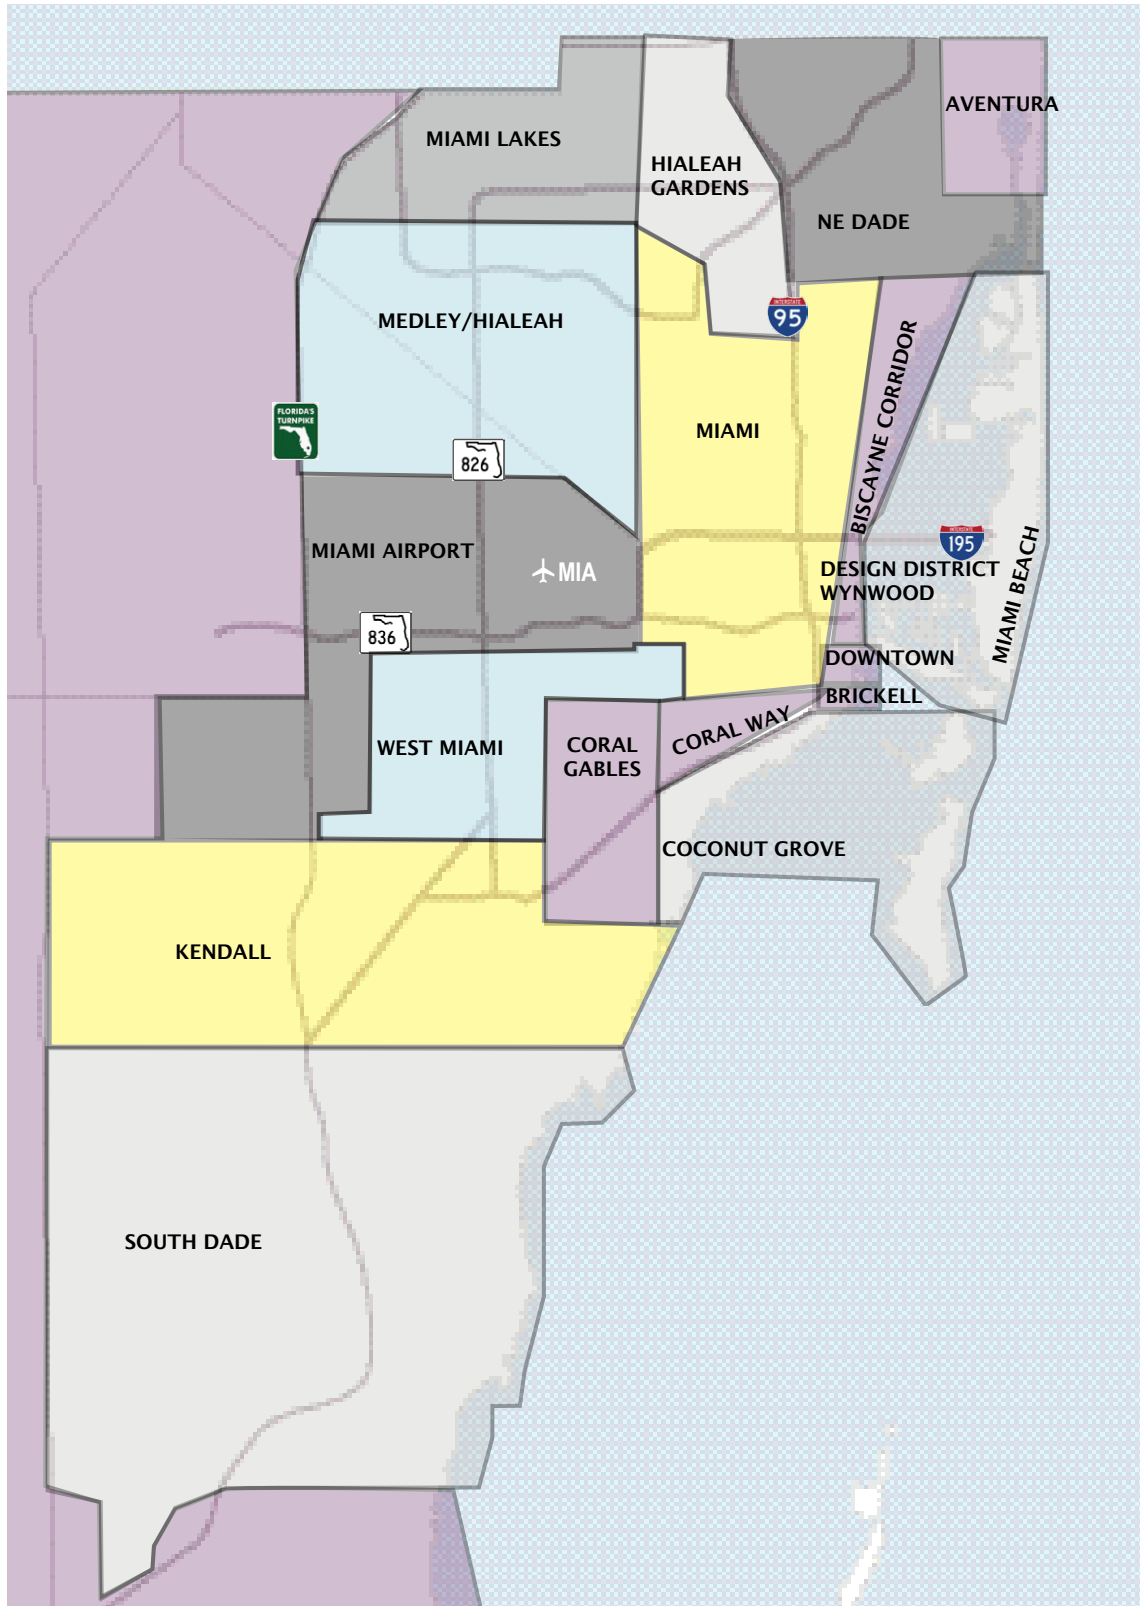 AVENTURA
MIAMI LAKES
HIALEAH
GARDENS
NE DADE
INTERSTATE
95
MEDLEY/HIALEAH
BISCAYNE CORRIDOR
FLORIDA'S
TURNPIKE
MIAMI
826
INTERSTATE
195
MIAMI AIRPORT
MIA
DESIGN DISTRICT
WYNWOOD
MIAMI BEACH
836
DOWNTOWN
BRICKELL
CORAL WAY
WEST MIAMI
CORAL
GABLES
COCONUT GROVE
KENDALL
SOUTH DADE